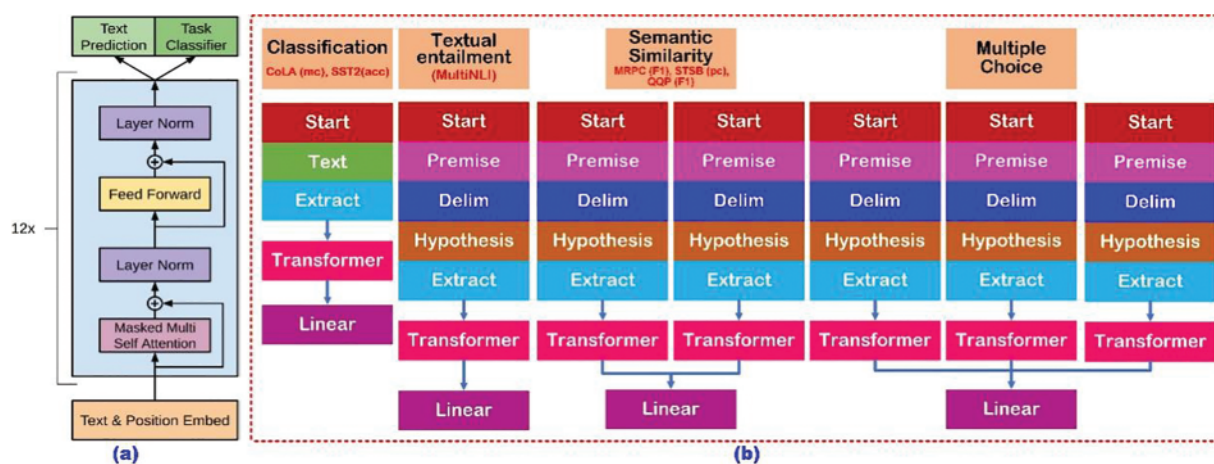 Text
Prediction
Task
Classifier
12x
Layer Norm
Feed Forward
Layer Norm
Masked Multi
Self Attention
Text & Position Embed
(a)
Classification
CoLA (mc), SST2(acc)
Textual
entailment
(MultiNLI)
Semantic
Similarity
MRPC (F1), STSB (pc),
QQP (F1)
Multiple
Choice
Start
Text
Extract
Transformer
Linear
Start
Premise
Delim
Hypothesis
Extract
Transformer
Linear
Start
Premise
Delim
Hypothesis
Extract
Transformer
Start
Premise
Delim
Hypothesis
Extract
Transformer
Linear
Start
Premise
Delim
Hypothesis
Extract
Transformer
Start
Premise
Delim
Hypothesis
Extract
Transformer
Start
Premise
Delim
Hypothesis
Extract
Transformer
Linear
(b)